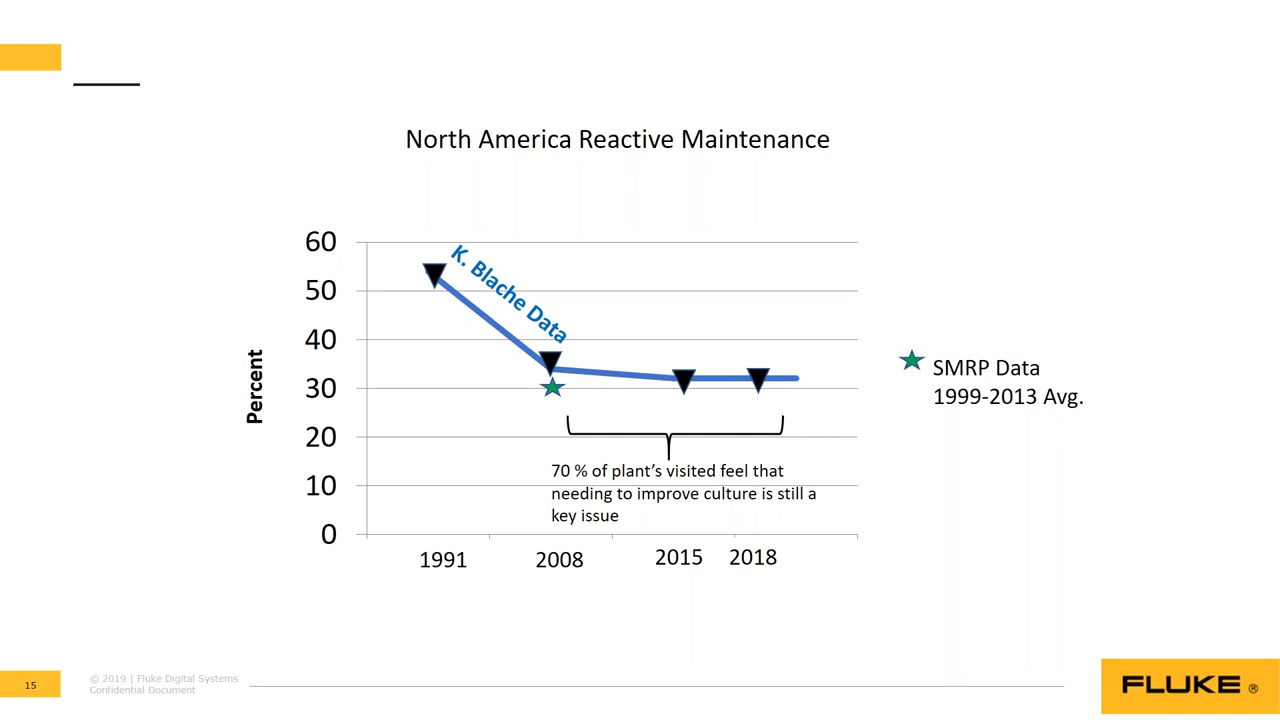 North America Reactive Maintenance
60
50
40
30
20
10
0
Percent
K. Blache Data
70 % of plant's visited feel that
needing to improve culture is still a
key issue
1991
2008
2015
2018
SMRP Data
1999-2013 Avg.
15
© 2019 | Fluke Digital Systems
Confidential Document
FLUKE ®